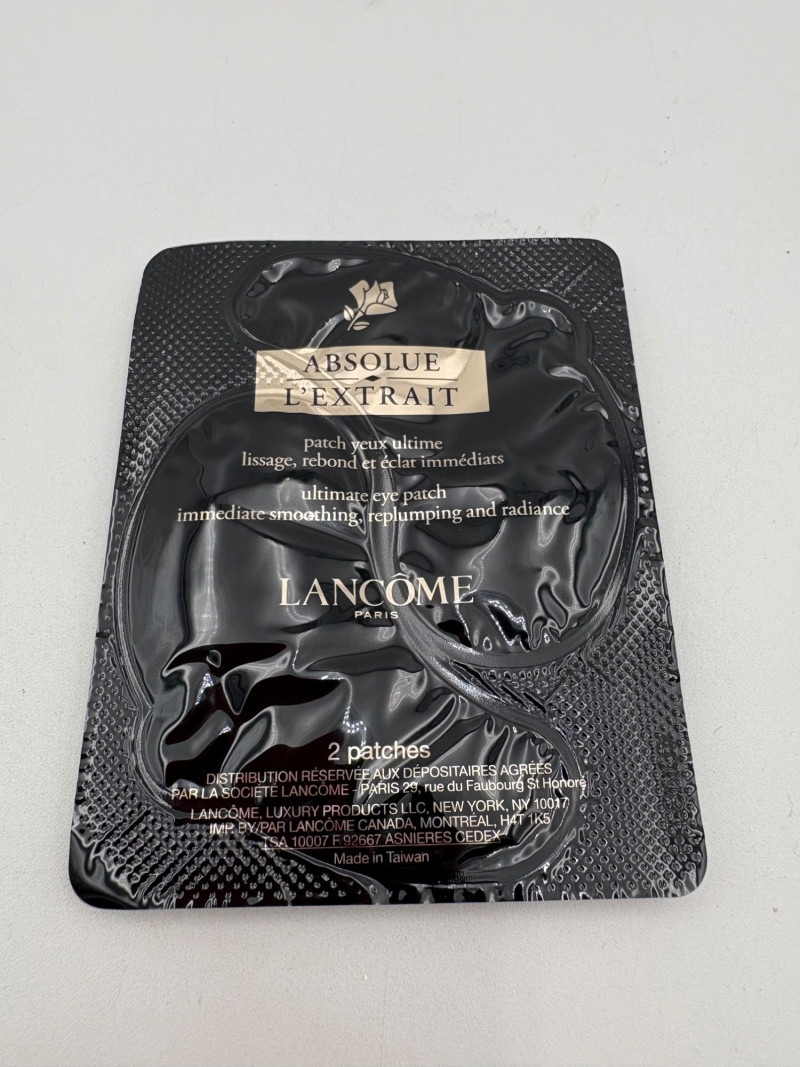 ABSOLUE
L'EXTRAIT
patch yeux ultime
lissage, rebond et éclat immédiats
ultimate eye patch
immediate smoothing, replumping and radiance
LANCÔME
PARIS
2 patches
DISTRIBUTION RÉSERVÉE AUX DÉPOSITAIRES AGRÉÉS
PAR LA SOCIÉTÉ LANCÔME - PARIS 29, rue du Faubourg St Honoré
LANCÔME, LUXURY PRODUCTS LLC, NEW YORK, NY 10017
IMP. BY/PAR LANCÔME CANADA, MONTRÉAL, H4T 1K5
ISA 10007 F 92667 ASNIERES CEDEX
Made in Taiwan